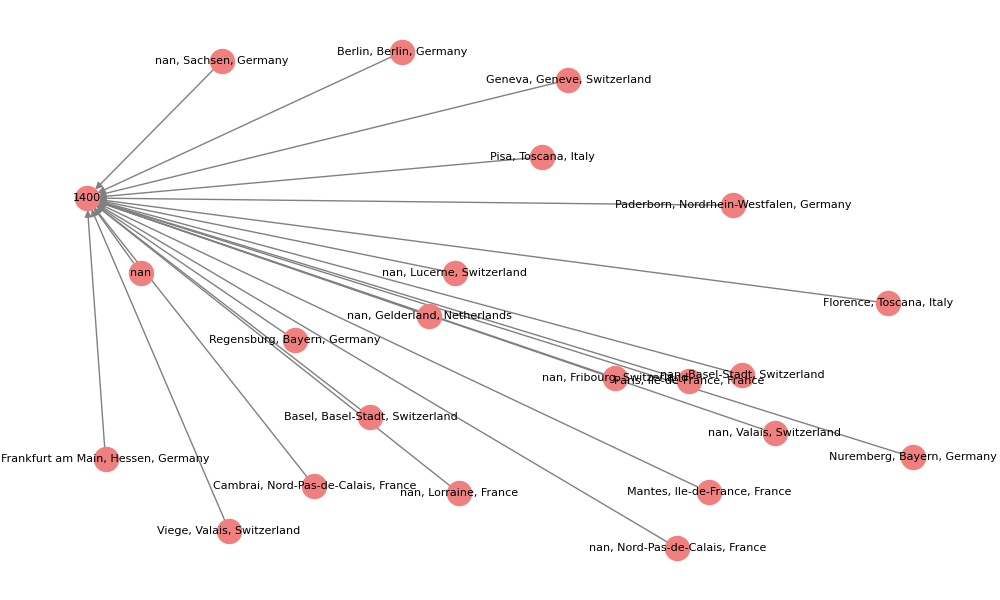 Berlin, Berlin, Germany
nan, Sachsen, Germany
Geneva, Geneve, Switzerland
Pisa, Toscana, Italy
1400
Paderborn, Nordrhein-Westfalen, Germany
nan
nan, Lucerne, Switzerland
Florence, Toscana, Italy
nan, Gelderland, Netherlands
Regensburg, Bayern, Germany
nan, Basel-Stadt, Switzerland
nan, Fribourg, Switzerland
Paris, Ile-de-France, France
Basel, Basel-Stadt, Switzerland
nan, Valais, Switzerland
Nuremberg, Bayern, Germany
Frankfurt am Main, Hessen, Germany
Cambrai, Nord-Pas-de-Calais, France
nan, Lorraine, France
Mantes, Ile-de-France, France
Viege, Valais, Switzerland
nan, Nord-Pas-de-Calais, France